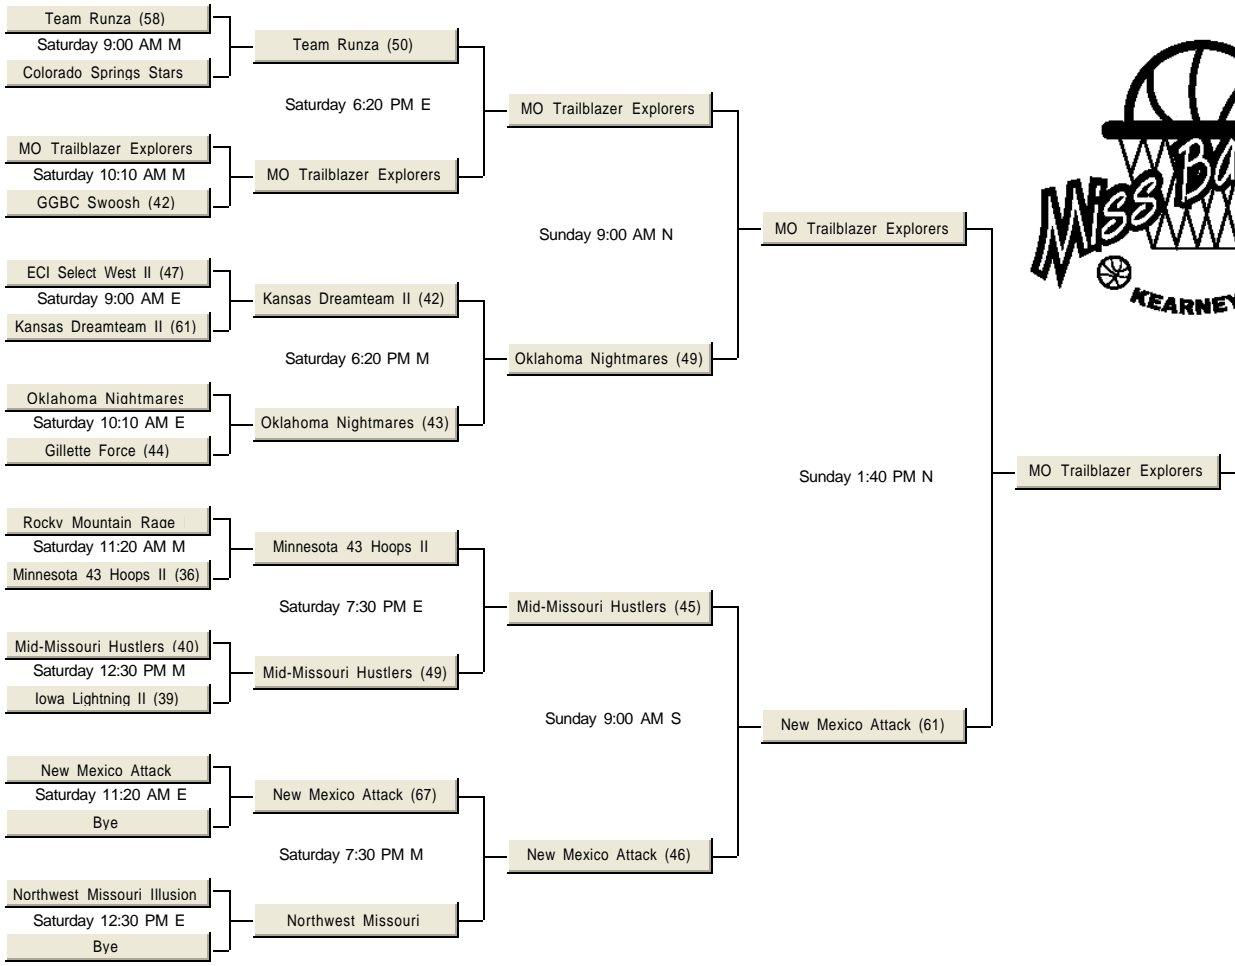 Team Runza (58)
Saturday 9:00 AM M
Colorado Springs Stars
MO Trailblazer Explorers
Saturday 10:10 AM M
GGBC Swoosh (42)
ECI Select West II (47)
Saturday 9:00 AM E
Kansas Dreamteam II (61)
Oklahoma Nightmares
Saturday 10:10 AM E
Gillette Force (44)
Rocky Mountain Rage
Saturday 11:20 AM M
Minnesota 43 Hoops II (36)
Mid-Missouri Hustlers (40)
Saturday 12:30 PM M
Iowa Lightning II (39)
New Mexico Attack
Saturday 11:20 AM E
Bye
Northwest Missouri Illusion
Saturday 12:30 PM E
Bye
Team Runza (50)
Saturday 6:20 PM E
MO Trailblazer Explorers
Kansas Dreamteam II (42)
Saturday 6:20 PM M
Oklahoma Nightmares (43)
Minnesota 43 Hoops II
Saturday 7:30 PM E
Mid-Missouri Hustlers (49)
New Mexico Attack (67)
Saturday 7:30 PM M
Northwest Missouri
MO Trailblazer Explorers
Sunday 9:00 AM N
Oklahoma Nightmares (49)
Mid-Missouri Hustlers (45)
Sunday 9:00 AM S
New Mexico Attack (46)
MO Trailblazer Explorers
Sunday 1:40 PM N
New Mexico Attack (61)
MO Trailblazer Explorers
Miss Ba
KEARNEY